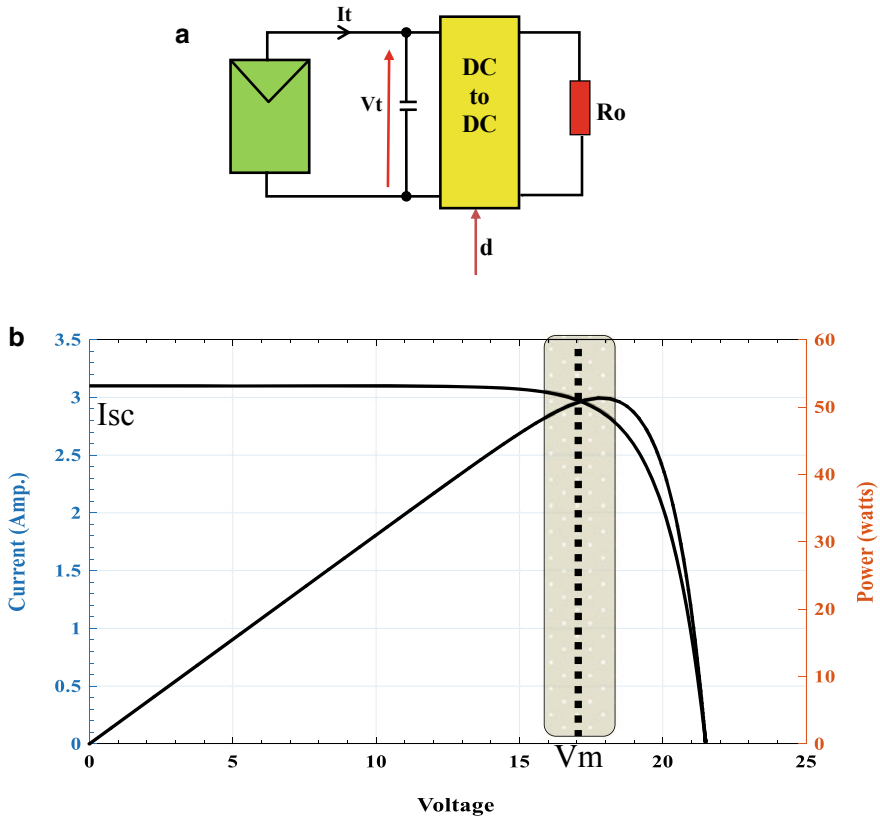 a
It
Vt
DC
to
DC
Ro
d
b
3.5
3
2.5
2
1.5
1
0.5
0
Current (Amp.)
Isc
60
50
40
30
20
10
0
Power (watts)
Vm
0 5 10 15 20 25
Voltage